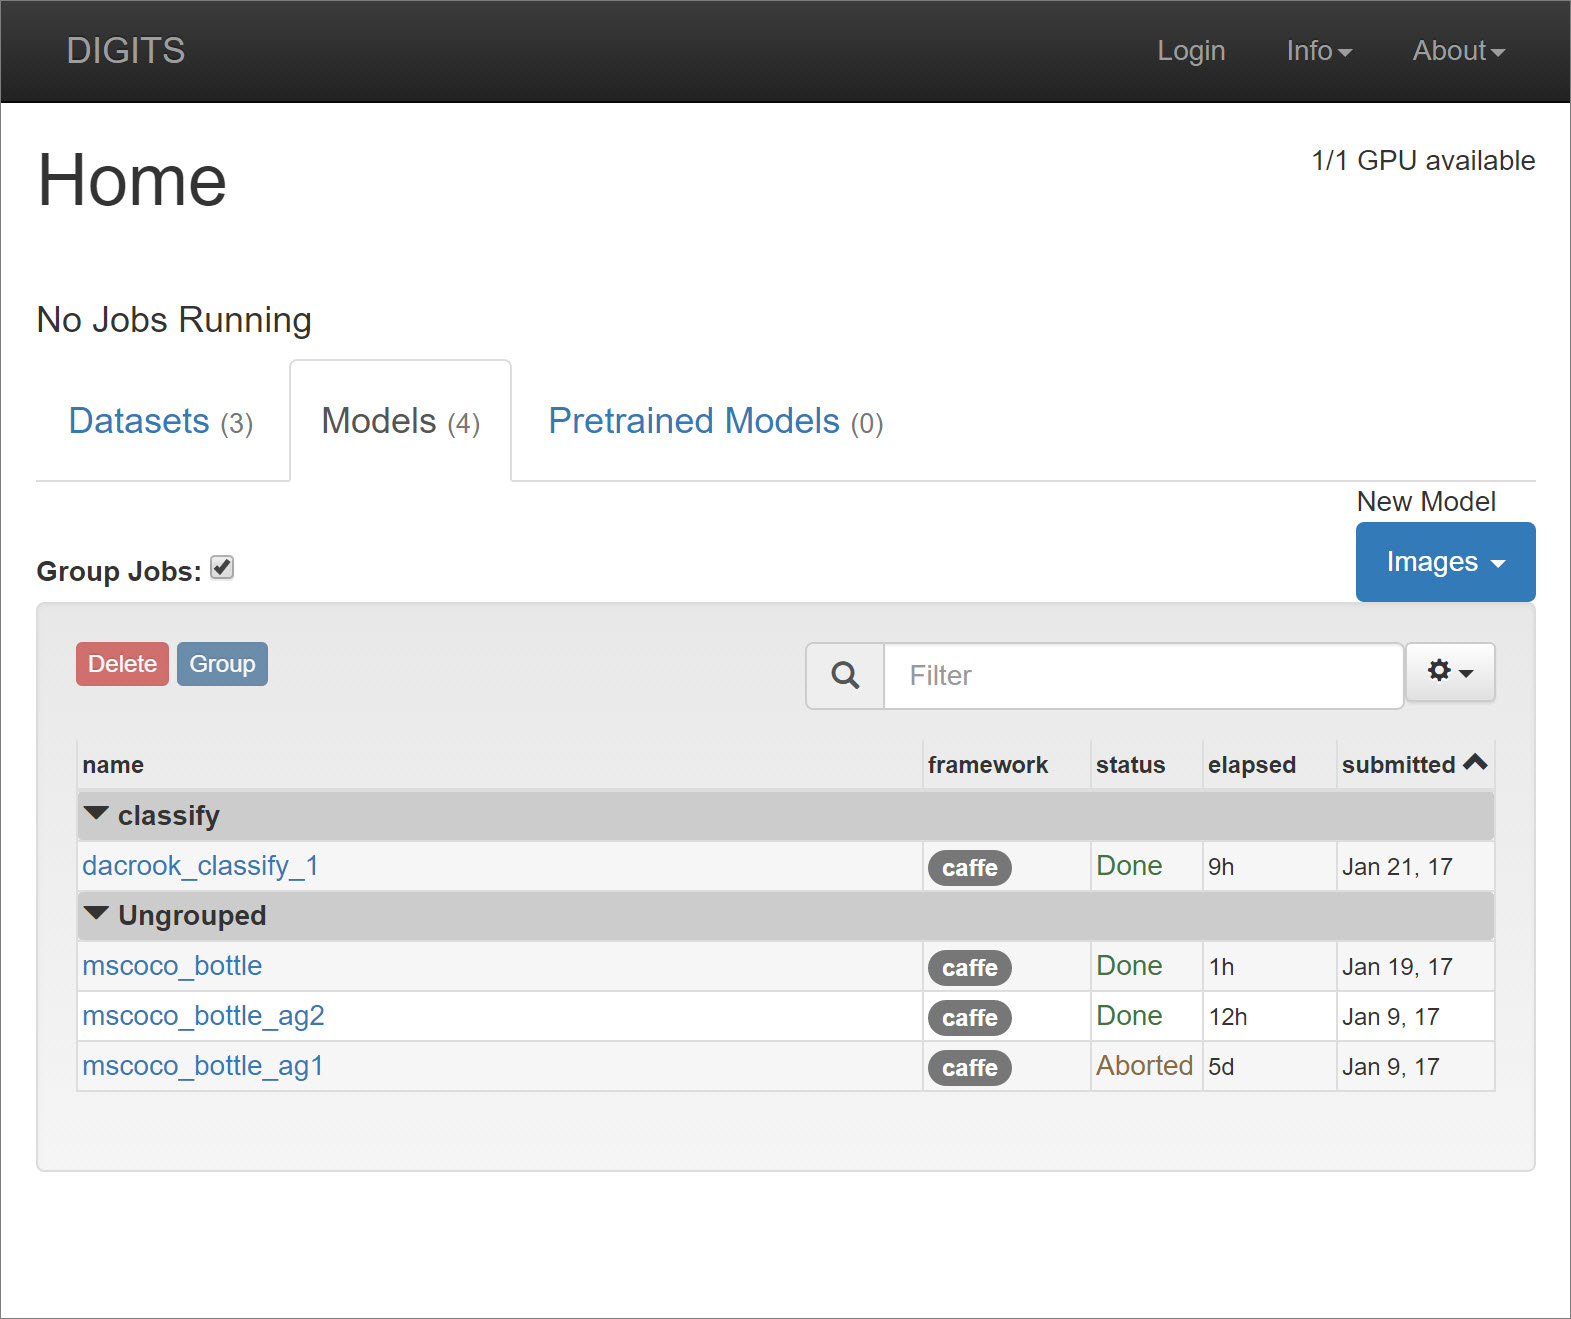 DIGITS Login Info About
Home
1/1 GPU available
No Jobs Running
Datasets (3) Models (4) Pretrained Models (0)
New Model
Group Jobs:
Images
Delete Group Filter
name framework status elapsed submitted
classify
dacrook_classify_1 caffe Done 9h Jan 21, 17
Ungrouped
mscoco_bottle caffe Done 1h Jan 19, 17
mscoco_bottle_ag2 caffe Done 12h Jan 9, 17
mscoco_bottle_ag1 caffe Aborted 5d Jan 9, 17